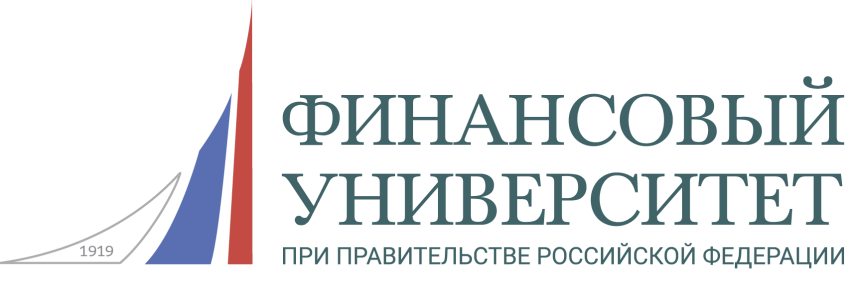 1919
ФИНАНСОВЫЙ
УНИВЕРСИТЕТ
ПРИ ПРАВИТЕЛЬСТВЕ РОССИЙСКОЙ ФЕДЕРАЦИИ